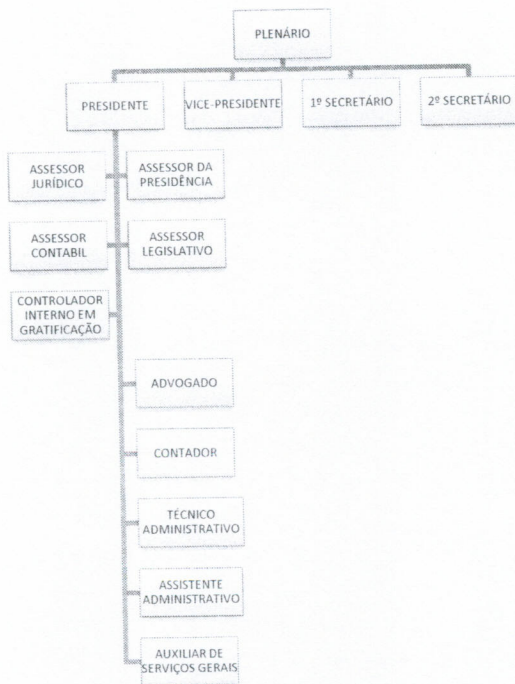 PLENÁRIO
PRESIDENTE
VICE-PRESIDENTE
1º SECRETÁRIO
2º SECRETÁRIO
ASSESSOR
JURÍDICO
ASSESSOR DA
PRESIDÊNCIA
ASSESSOR
CONTABIL
ASSESSOR
LEGISLATIVO
CONTROLADOR
INTERNO EM
GRATIFICAÇÃO
ADVOGADO
CONTADOR
TÉCNICO
ADMINISTRATIVO
ASSISTENTE
ADMINISTRATIVO
AUXILIAR DE
SERVIÇOS GERAIS